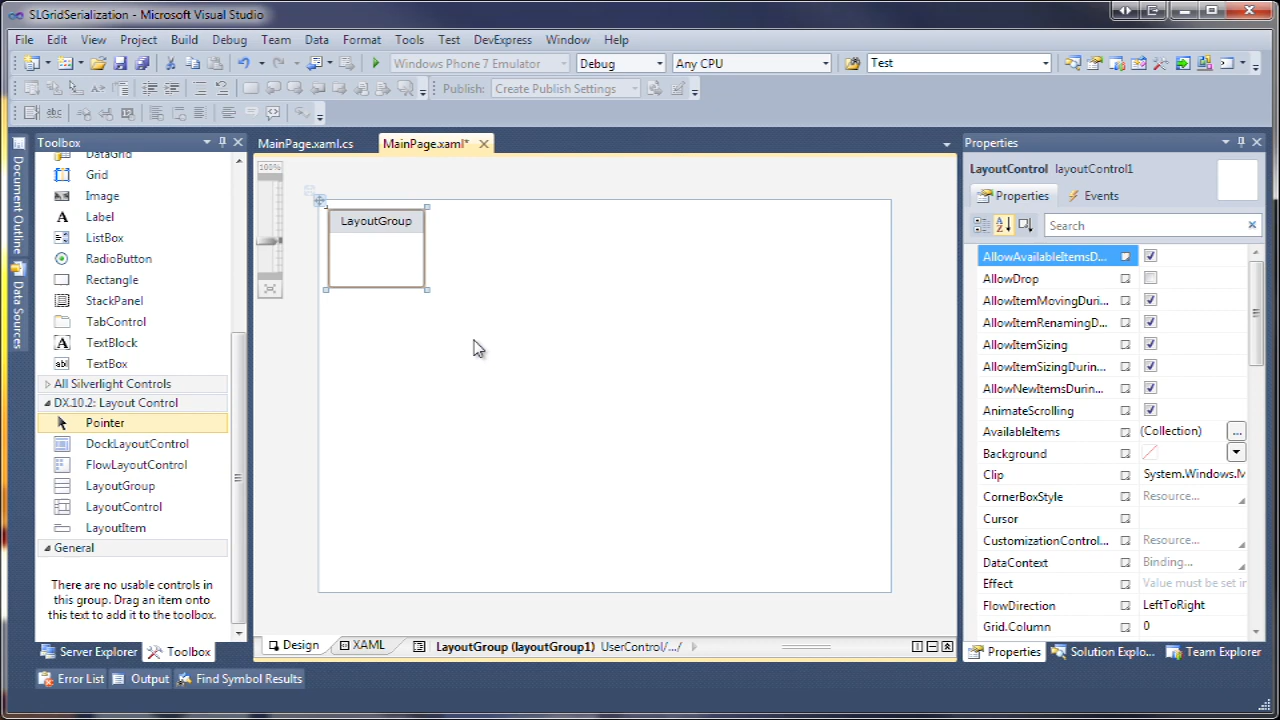 SLGridSerialization - Microsoft Visual Studio
File Edit View Project Build Debug Team Data Format Tools Test DevExpress Window Help
Windows Phone 7 Emulator Debug Any CPU Test
Publish: Create Publish Settings
Toolbox
DataGrid
Grid
Image
Label
ListBox
RadioButton
Rectangle
StackPanel
TabControl
TextBlock
TextBox
All Silverlight Controls
DX.10.2: Layout Control
Pointer
DockLayoutControl
FlowLayoutControl
LayoutGroup
LayoutControl
LayoutItem
General
There are no usable controls in
this group. Drag an item onto
this text to add it to the toolbox.
Server Explorer Toolbox
Document Outline
Data Sources
MainPage.xaml.cs MainPage.xaml*
100%
LayoutGroup
Design XAML LayoutGroup (layoutGroup1) UserControl/.../
Properties
LayoutControl layoutControl1
Properties Events
Search
AllowAvailableItemsD...
AllowDrop
AllowItemMovingDuri...
AllowItemRenamingD...
AllowItemSizing
AllowItemSizingDurin...
AllowNewItemsDurin...
AnimateScrolling
AvailableItems (Collection) ...
Background
Clip System.Windows.M
CornerBoxStyle Resource...
Cursor
CustomizationControl... Resource...
DataContext Binding...
Effect Value must be set in
FlowDirection LeftToRight
Grid.Column 0
Properties Solution Explo... Team Explorer
Error List Output Find Symbol Results